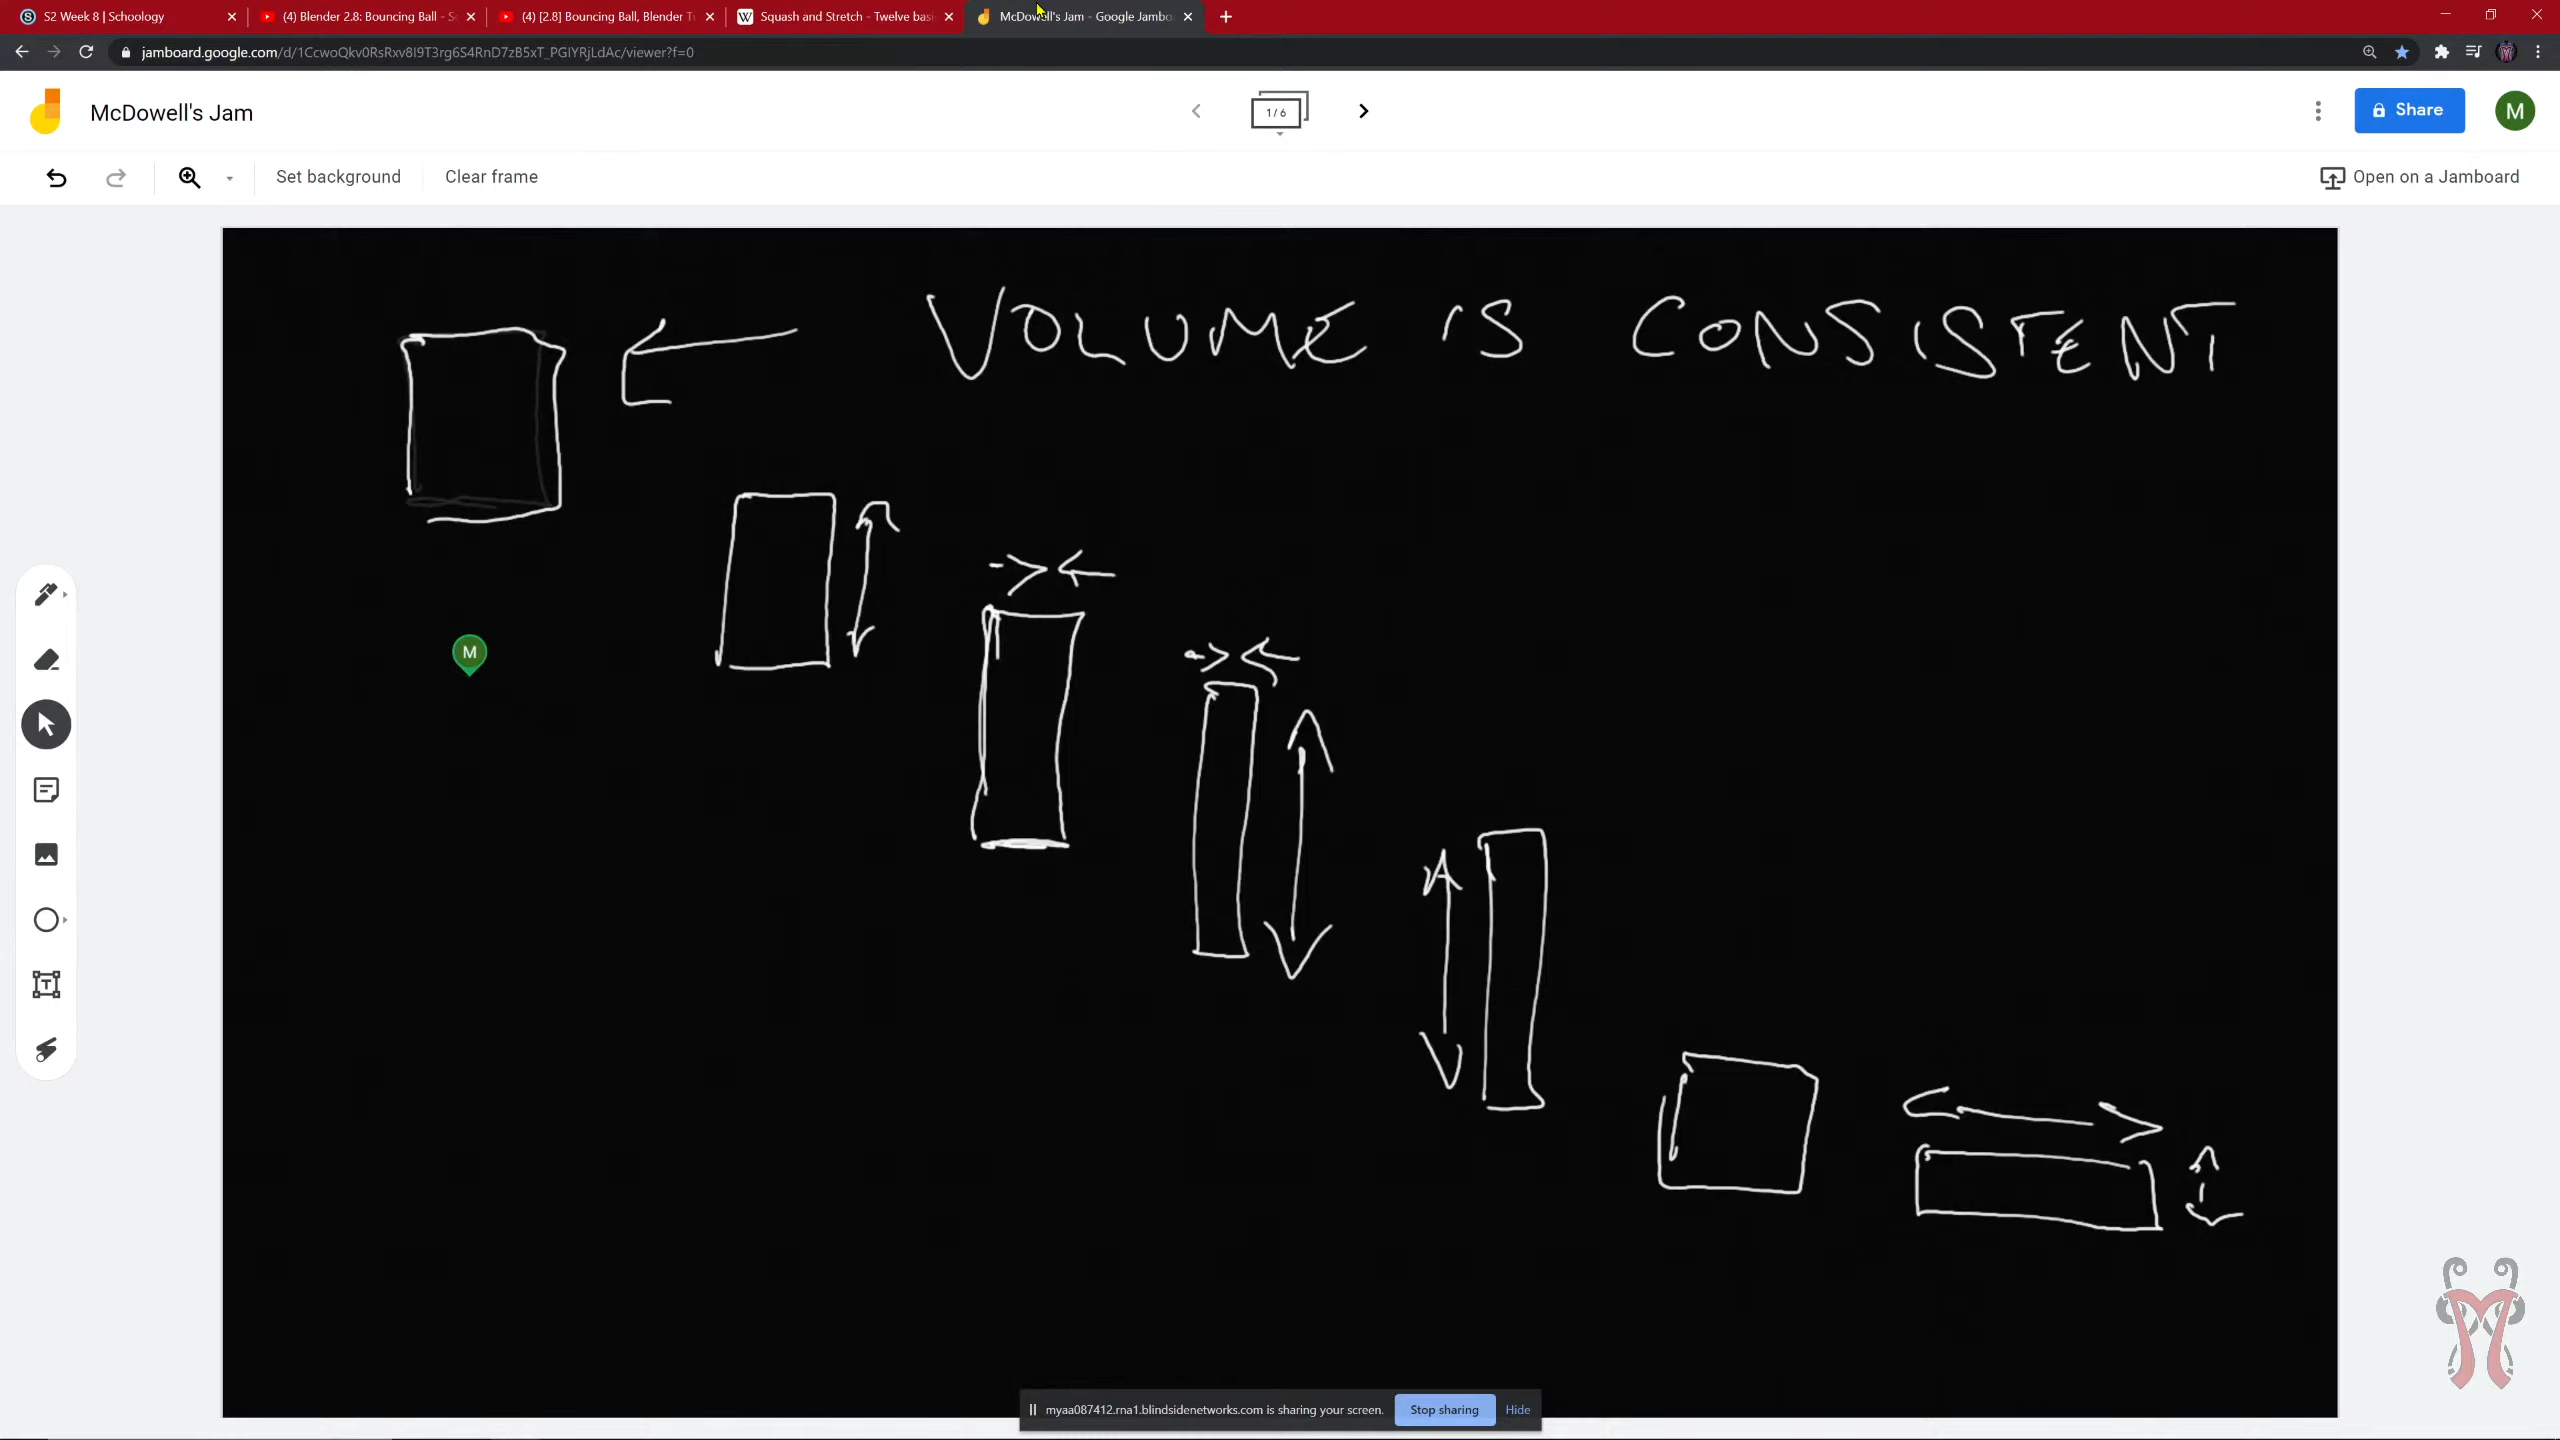 S2 Week 8 | Schoology
(4) Blender 2.8: Bouncing Ball - S
(4) [2.8] Bouncing Ball, Blender T
Squash and Stretch - Twelve basi
McDowell's Jam - Google Jambo
jamboard.google.com/d/1CcwoQkv0RsRxv8I9T3rg6S4RnD7zB5xT_PGIYRjLdAc/viewer?f=0
McDowell's Jam
1 / 6
Share
M
Set background
Clear frame
Open on a Jamboard
VOLUME IS CONSISTENT
M
myaa087412.rna1.blindsidenetworks.com is sharing your screen.
Stop sharing
Hide